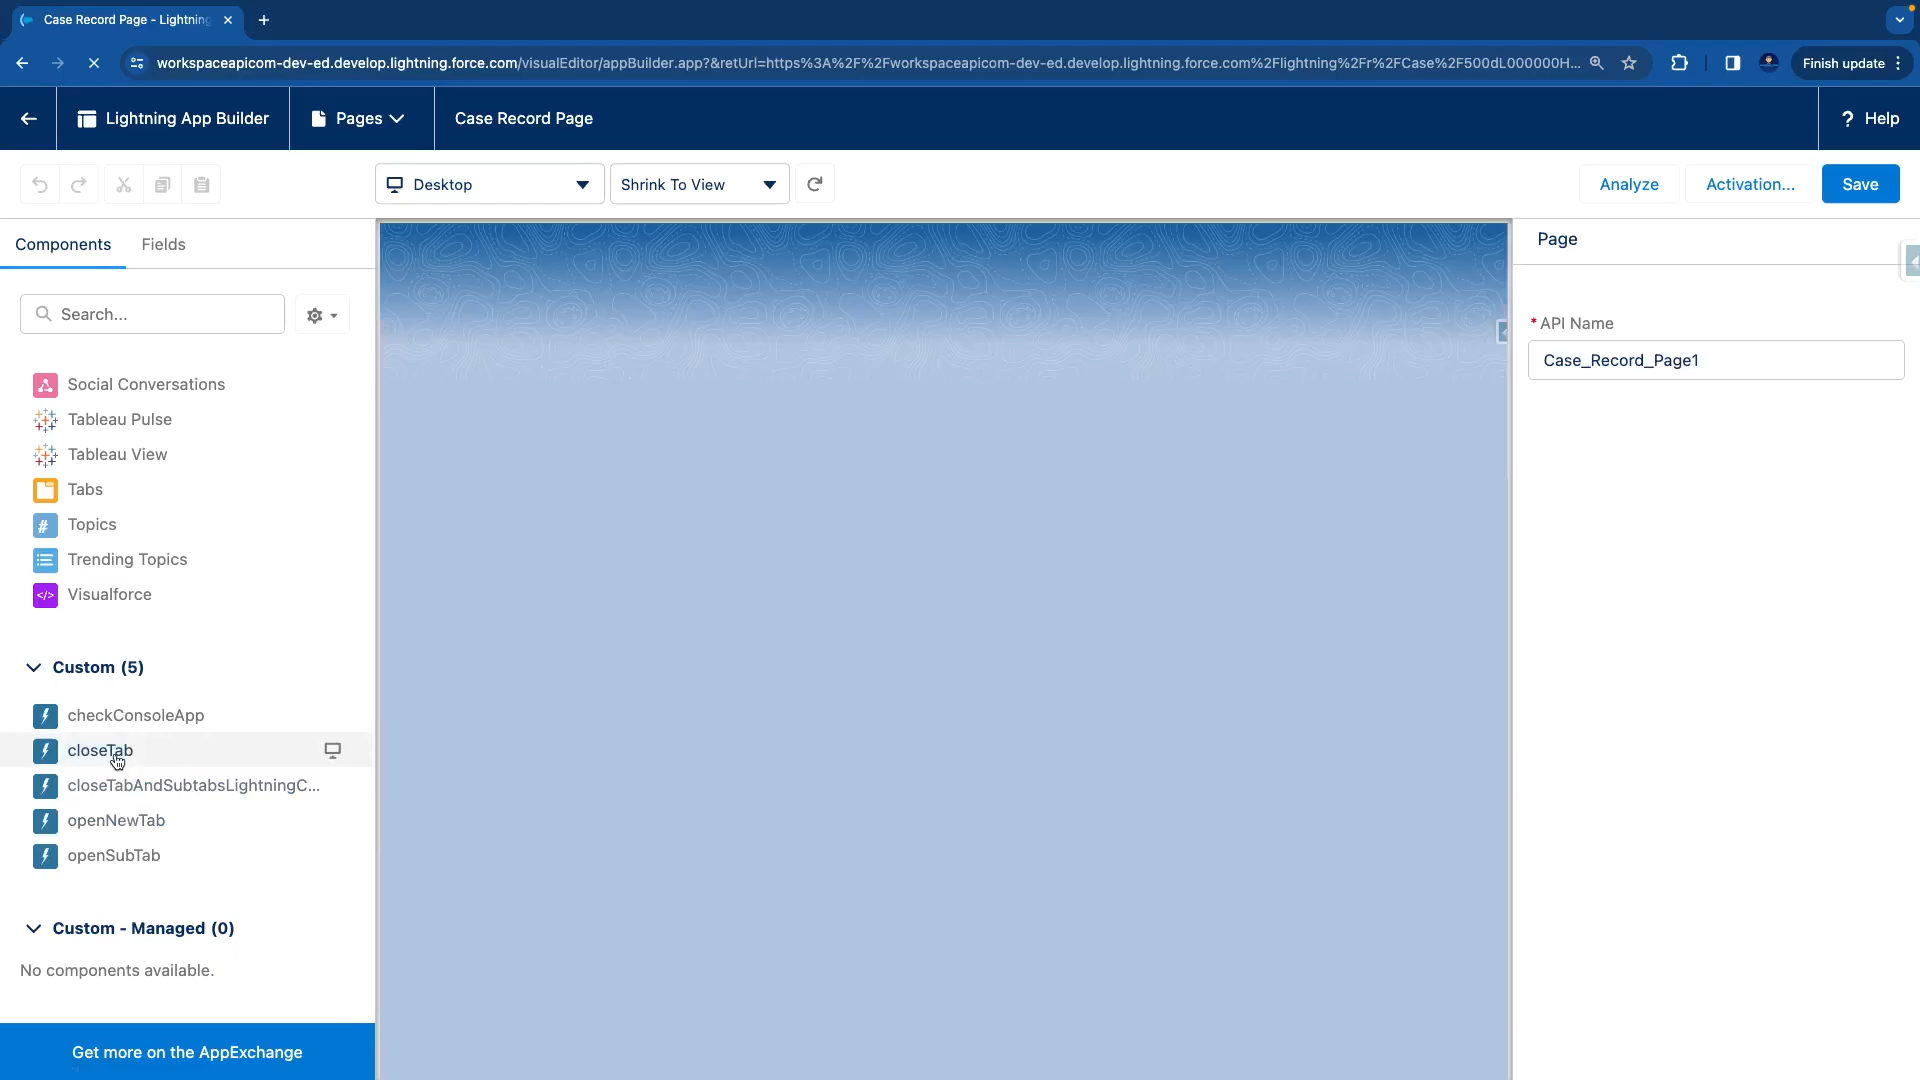 Case Record Page - Lightning
workspaceapicom-dev-ed.develop.lightning.force.com/visualEditor/appBuilder.app?&retUrl=https%3A%2F%2Fworkspaceapicom-dev-ed.develop.lightning.force.com%2Flightning%2Fr%2FCase%2F500dL000000H...
Finish update
Lightning App Builder
Pages
Case Record Page
? Help
Desktop
Shrink To View
Analyze
Activation...
Save
Components
Fields
Page
Search...
* API Name
Case_Record_Page1
Social Conversations
Tableau Pulse
Tableau View
Tabs
Topics
Trending Topics
Visualforce
Custom (5)
checkConsoleApp
closeTab
closeTabAndSubtabsLightningC...
openNewTab
openSubTab
Custom - Managed (0)
No components available.
Get more on the AppExchange